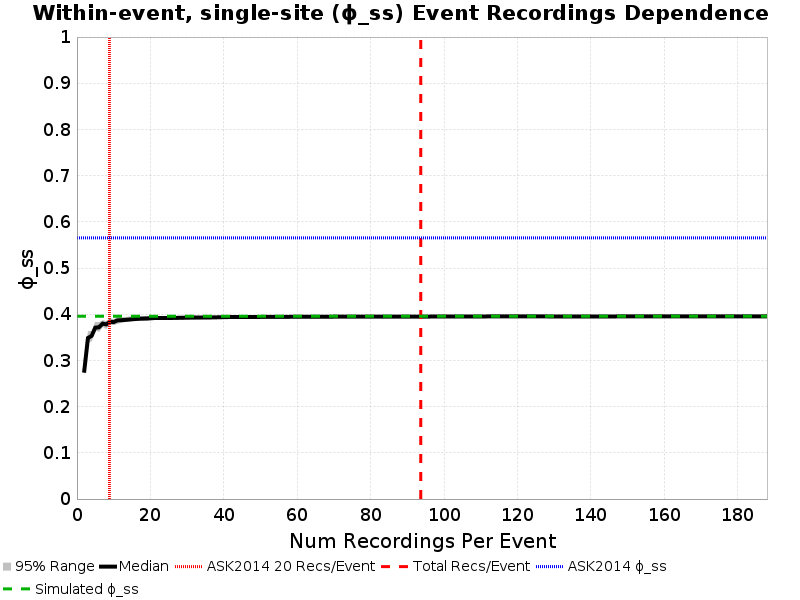 Within-event, single-site (ϕ_ss) Event Recordings Dependence
1
0.9
0.8
0.7
0.6
0.5
0.4
0.3
0.2
0.1
0
ϕ_ss
0 20 40 60 80 100 120 140 160 180
Num Recordings Per Event
95% Range Median ASK2014 20 Recs/Event Total Recs/Event ASK2014 ϕ_ss
Simulated ϕ_ss